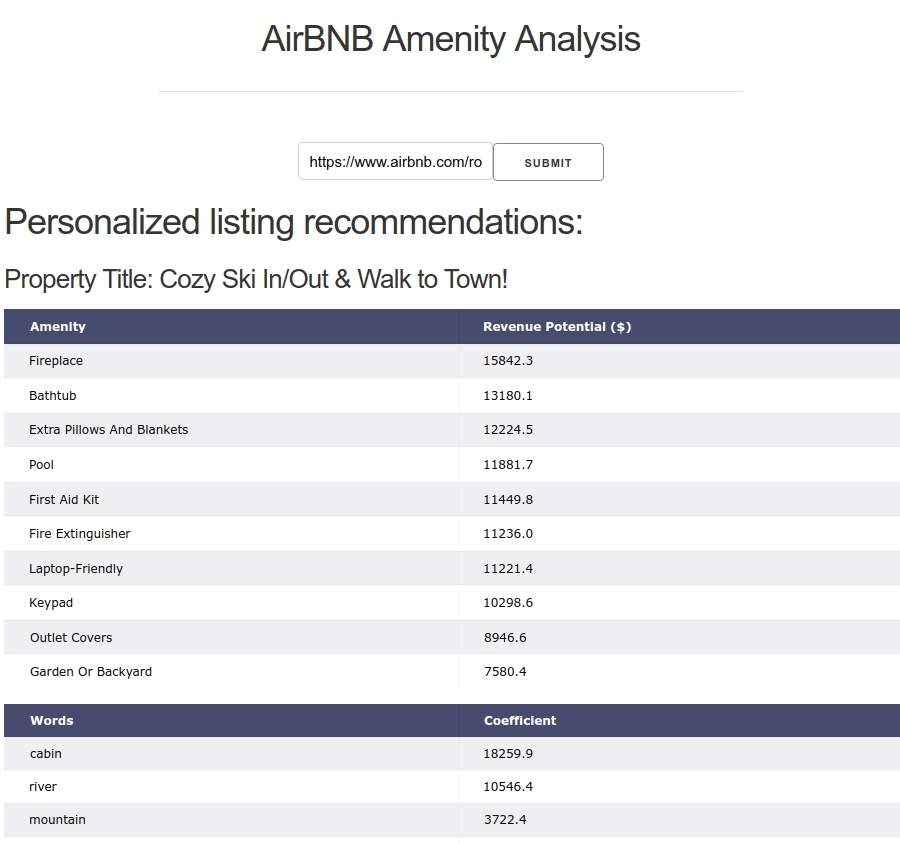 AirBNB Amenity Analysis
https://www.airbnb.com/ro SUBMIT
Personalized listing recommendations:
Property Title: Cozy Ski In/Out & Walk to Town!
Amenity Revenue Potential ($)
Fireplace 15842.3
Bathtub 13180.1
Extra Pillows And Blankets 12224.5
Pool 11881.7
First Aid Kit 11449.8
Fire Extinguisher 11236.0
Laptop-Friendly 11221.4
Keypad 10298.6
Outlet Covers 8946.6
Garden Or Backyard 7580.4
Words Coefficient
cabin 18259.9
river 10546.4
mountain 3722.4